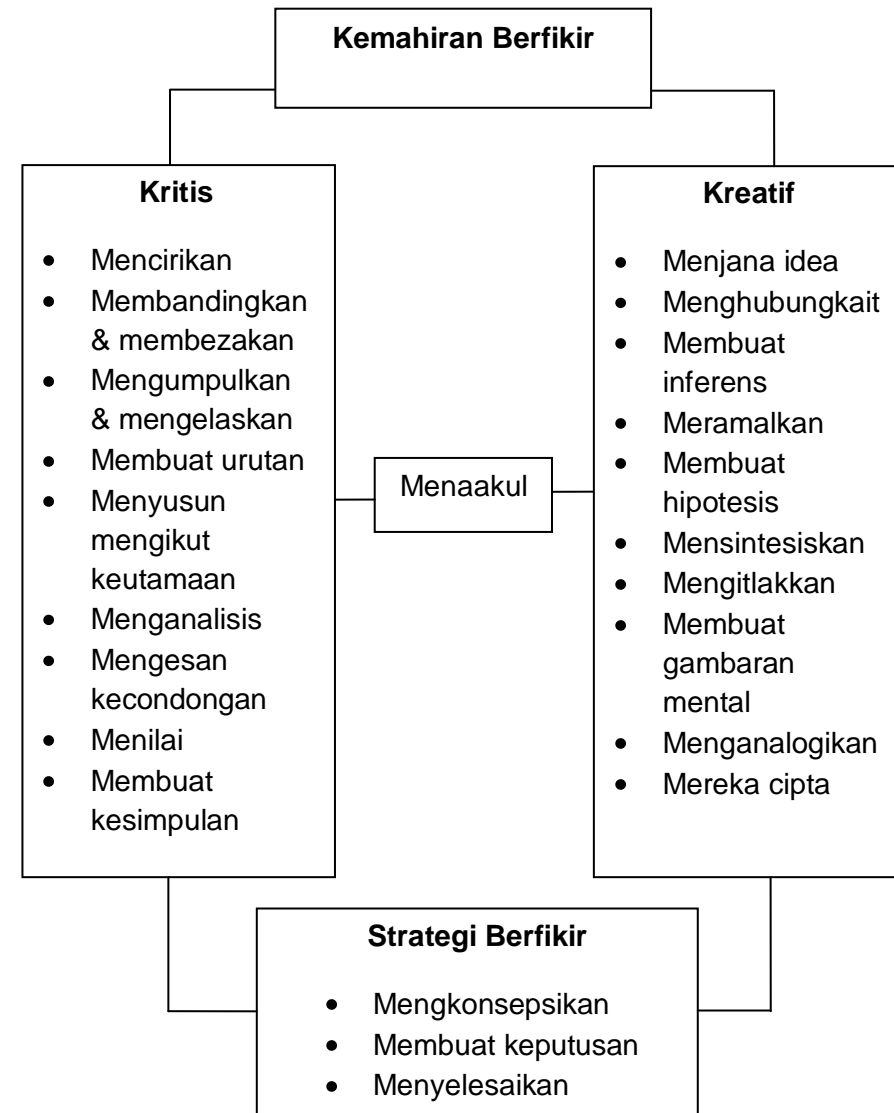 Kemahiran Berfikir
Kritis
• Mencirikan
• Membandingkan
& membezakan
• Mengumpulkan
& mengelaskan
• Membuat urutan
• Menyusun
mengikut
keutamaan
• Menganalisis
• Mengesan
kecondongan
• Menilai
• Membuat
kesimpulan
Menaakul
Kreatif
• Menjana idea
• Menghubungkait
• Membuat
inferens
• Meramalkan
• Membuat
hipotesis
• Mensintesiskan
• Mengitlakkan
• Membuat
gambaran
mental
• Menganalogikan
• Mereka cipta
Strategi Berfikir
• Mengkonsepsikan
• Membuat keputusan
• Menyelesaikan